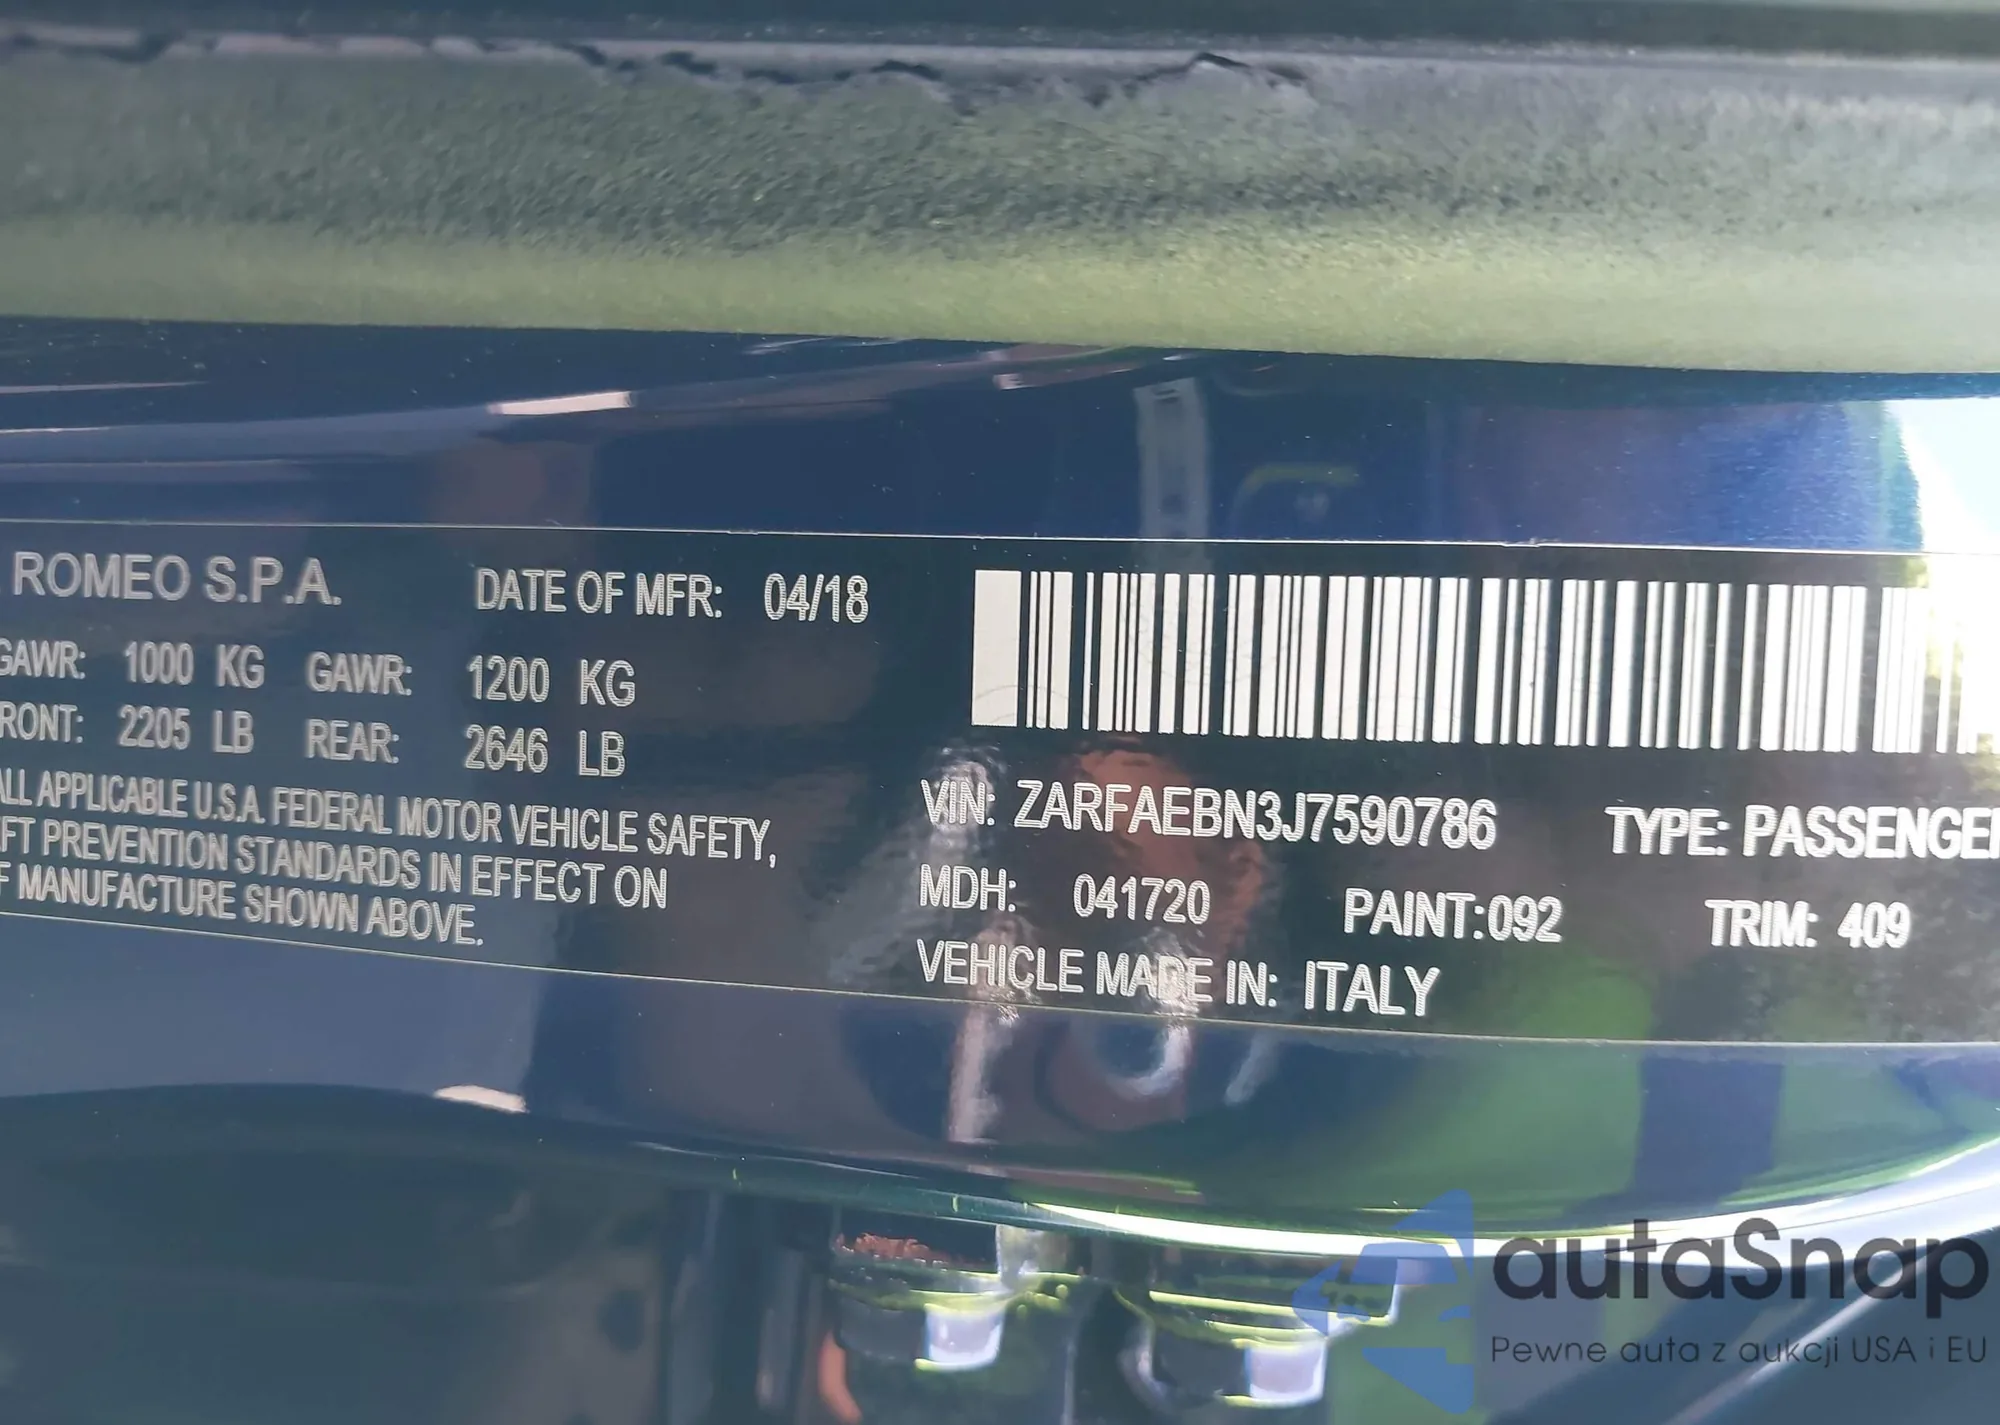 ROMEO S.P.A. DATE OF MFR: 04/18
GAWR: 1000 KG GAWR: 1200 KG
RONT: 2205 LB REAR: 2646 LB
ALL APPLICABLE U.S.A. FEDERAL MOTOR VEHICLE SAFETY,
EFT PREVENTION STANDARDS IN EFFECT ON
F MANUFACTURE SHOWN ABOVE.
VIN: ZARFAEBN3J7590786 TYPE: PASSENGER
MDH: 041720 PAINT:092 TRIM: 409
VEHICLE MADE IN: ITALY
autaSnap
Pewne auta z aukcji USA i EU